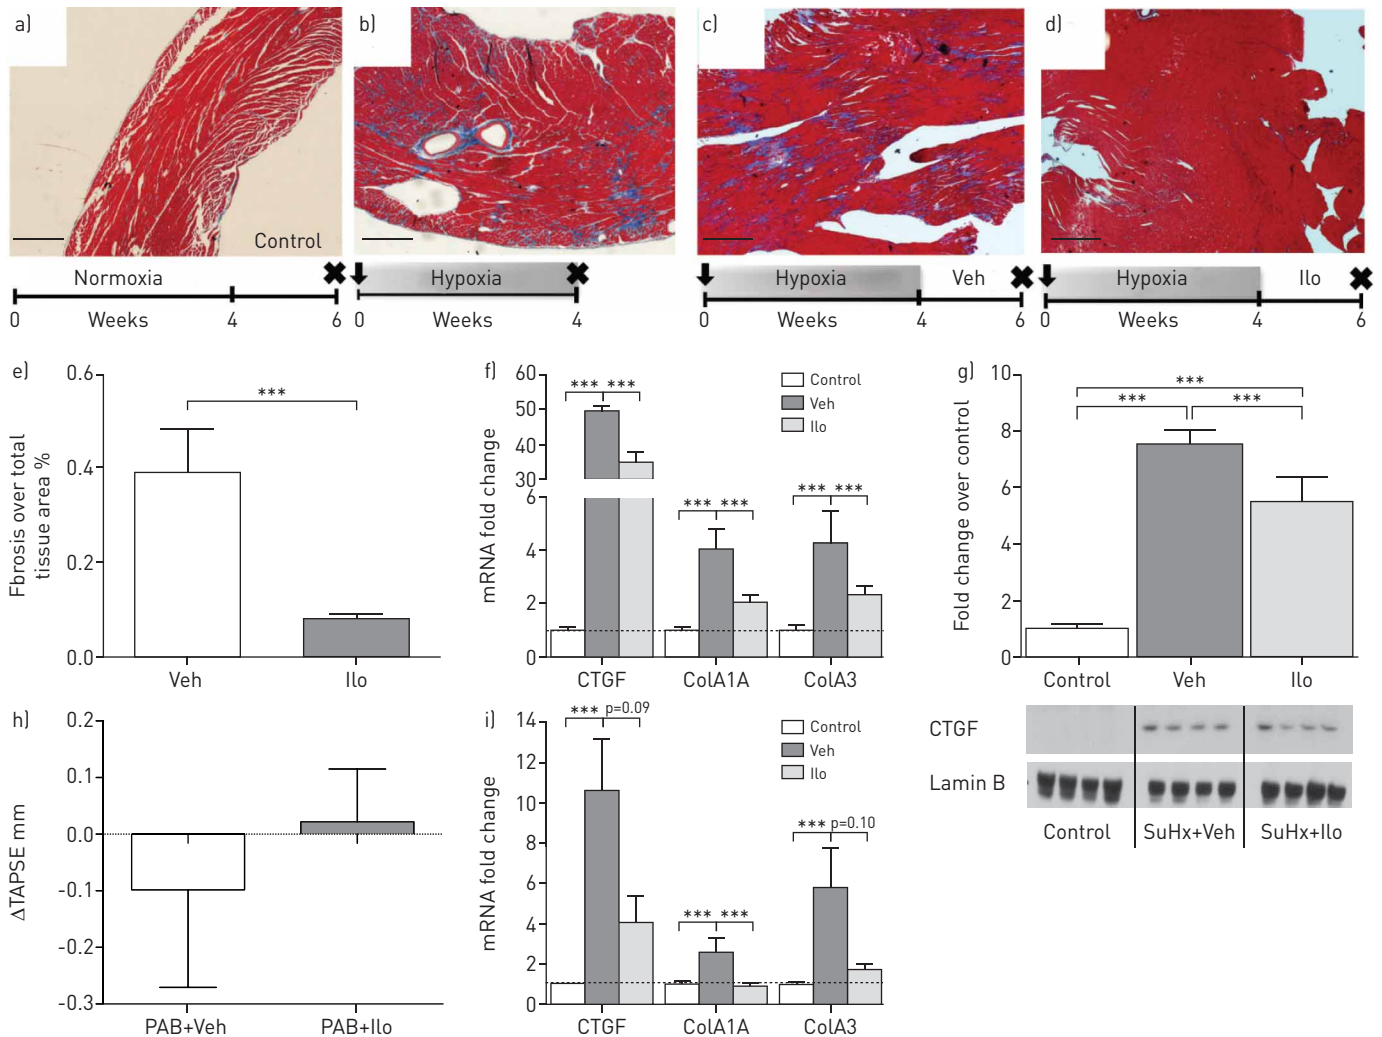 a)
b)
c)
d)
Control
Normoxia
0 Weeks 4 6
Hypoxia
0 Weeks 4
Hypoxia Veh
0 Weeks 4 6
Hypoxia Ilo
0 Weeks 4 6
e)
Fbrosis over total
tissue area %
0.6
0.4
0.2
0.0
***
Veh Ilo
f)
mRNA fold change
60
50
40
30
6
4
2
0
*** ***
*** ***
*** ***
Control
Veh
Ilo
CTGF ColA1A ColA3
g)
Fold change over control
10
8
6
4
2
0
***
*** ***
Control Veh Ilo
CTGF
Lamin B
Control SuHx+Veh SuHx+Ilo
h)
ΔTAPSE mm
0.2
0.1
0.0
-0.1
-0.2
-0.3
PAB+Veh PAB+Ilo
i)
mRNA fold change
14
12
10
8
6
4
2
0
*** p=0.09
*** ***
*** p=0.10
Control
Veh
Ilo
CTGF ColA1A ColA3